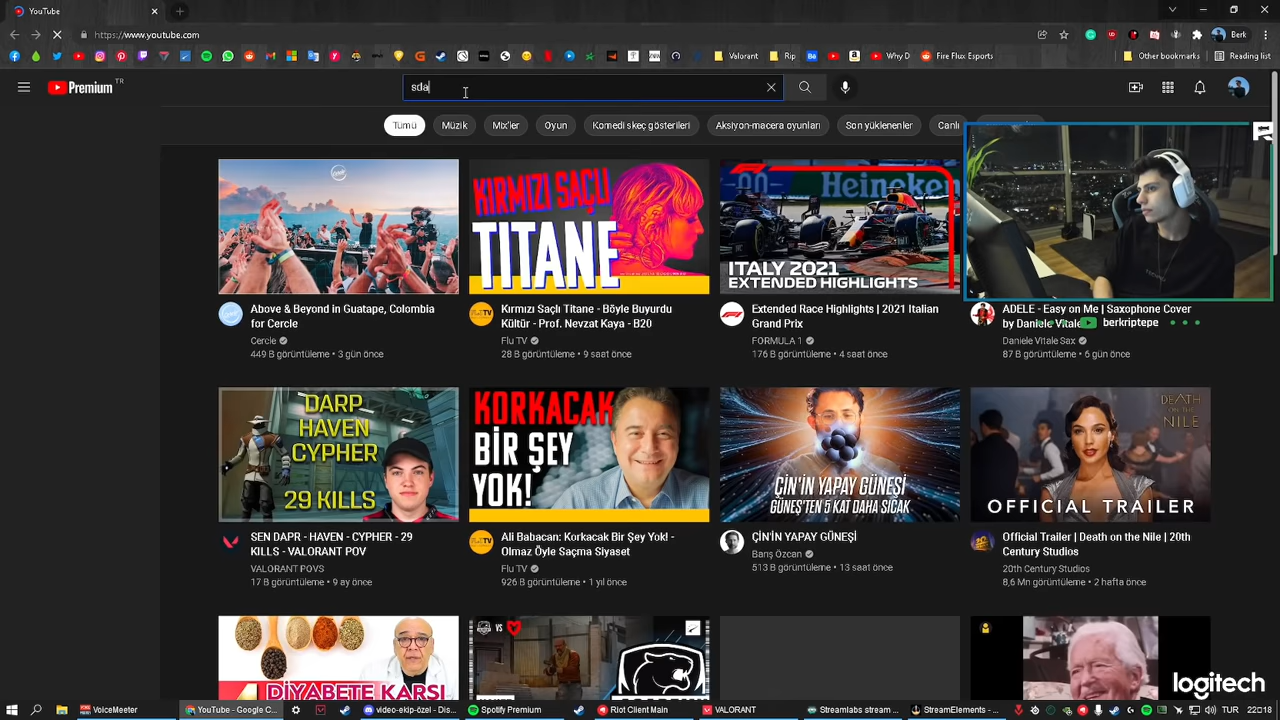 YouTube
https://www.youtube.com
Berk
Valorant
Rip
Why D
Fire Flux Esports
Other bookmarks
Reading list
Premium TR
sda
Tümü
Müzik
Mix'ler
Oyun
Komedi skeç gösterileri
Aksiyon-macera oyunları
Son yüklenenler
Canlı
KIRMIZI SAÇLI
TITANE
Heineken
ITALY 2021
EXTENDED HIGHLIGHTS
Above & Beyond in Guatape, Colombia
for Cercle
Cercle
449 B görüntüleme • 3 gün önce
Kırmızı Saçlı Titane - Böyle Buyurdu
Kültür - Prof. Nevzat Kaya - B20
Flu TV
28 B görüntüleme • 9 saat önce
Extended Race Highlights | 2021 Italian
Grand Prix
FORMULA 1
176 B görüntüleme • 4 saat önce
ADELE - Easy on Me | Saxophone Cover
by Daniele Vitale
berkriptepe
Daniele Vitale Sax
87 B görüntüleme • 6 gün önce
DARP
HAVEN
CYPHER
29 KILLS
KORKACAK
BİR ŞEY
YOK!
ÇİN'İN YAPAY GÜNEŞİ
GÜNEŞ'TEN 5 KAT DAHA SICAK
DEATH
ON THE
NILE
OFFICIAL TRAILER
SEN DAPR - HAVEN - CYPHER - 29
KILLS - VALORANT POV
VALORANT POVS
17 B görüntüleme • 9 ay önce
Ali Babacan: Korkacak Bir Şey Yok! -
Olmaz Öyle Saçma Siyaset
Flu TV
926 B görüntüleme • 1 yıl önce
ÇİN'İN YAPAY GÜNEŞİ
Barış Özcan
513 B görüntüleme • 13 saat önce
Official Trailer | Death on the Nile | 20th
Century Studios
20th Century Studios
8,6 Mn görüntüleme • 2 hafta önce
VS
DİYABETE KARŞI
logitech
VoiceMeeter
YouTube - Google C...
video-ekip-özel - Dis...
Spotify Premium
Riot Client Main
VALORANT
Streamlabs stream ...
StreamElements - ...
TUR
22:18